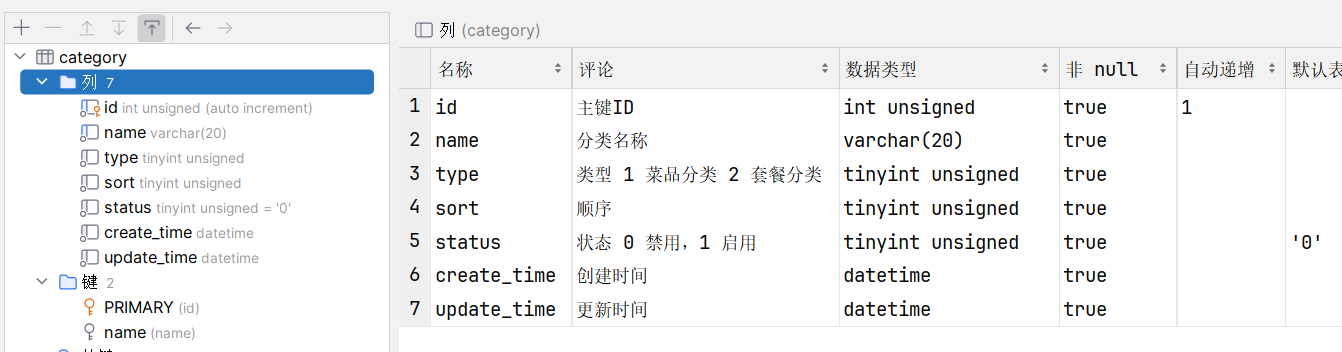 category
列 7
id int unsigned (auto increment)
name varchar(20)
type tinyint unsigned
sort tinyint unsigned
status tinyint unsigned = '0'
create_time datetime
update_time datetime
键 2
PRIMARY (id)
name (name)
列 (category)
名称 评论 数据类型 非 null 自动递增 默认表
1 id 主键ID int unsigned true 1
2 name 分类名称 varchar(20) true
3 type 类型 1 菜品分类 2 套餐分类 tinyint unsigned true
4 sort 顺序 tinyint unsigned true
5 status 状态 0 禁用，1 启用 tinyint unsigned true '0'
6 create_time 创建时间 datetime true
7 update_time 更新时间 datetime true